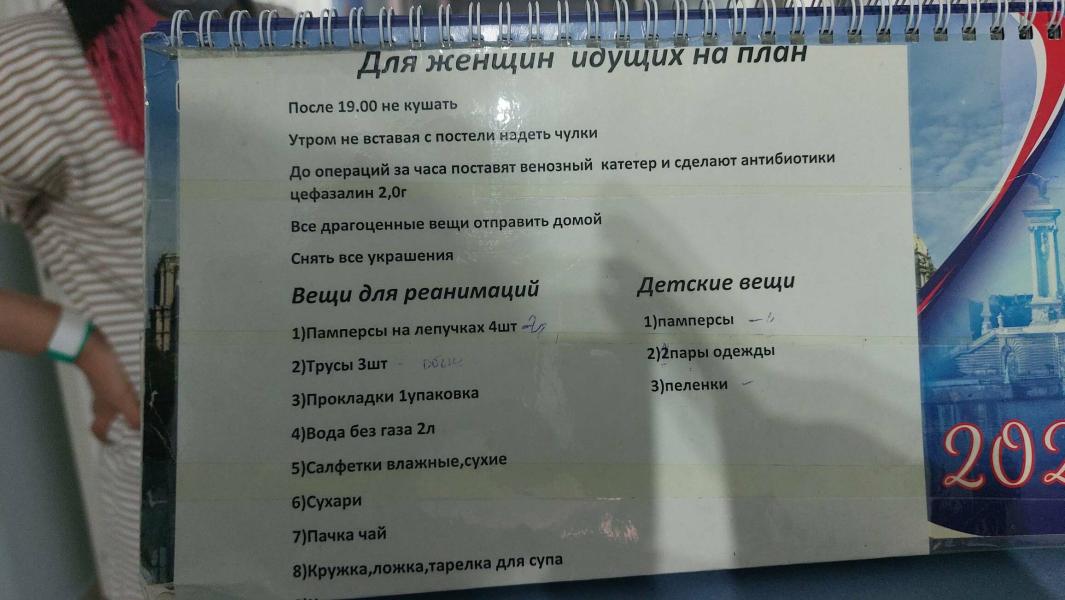 Для женщин идущих на план
После 19.00 не кушать
Утром не вставая с постели надеть чулки
До операций за часа поставят венозный катетер и сделают антибиотики
цефазалин 2,0г
Все драгоценные вещи отправить домой
Снять все украшения
Вещи для реанимаций
1)Памперсы на лепучках 4шт
2)Трусы 3шт
3)Прокладки 1упаковка
4)Вода без газа 2л
5)Салфетки влажные,сухие
6)Сухари
7)Пачка чай
8)Кружка,ложка,тарелка для супа
Детские вещи
1)памперсы
2)2пары одежды
3)пеленки
202